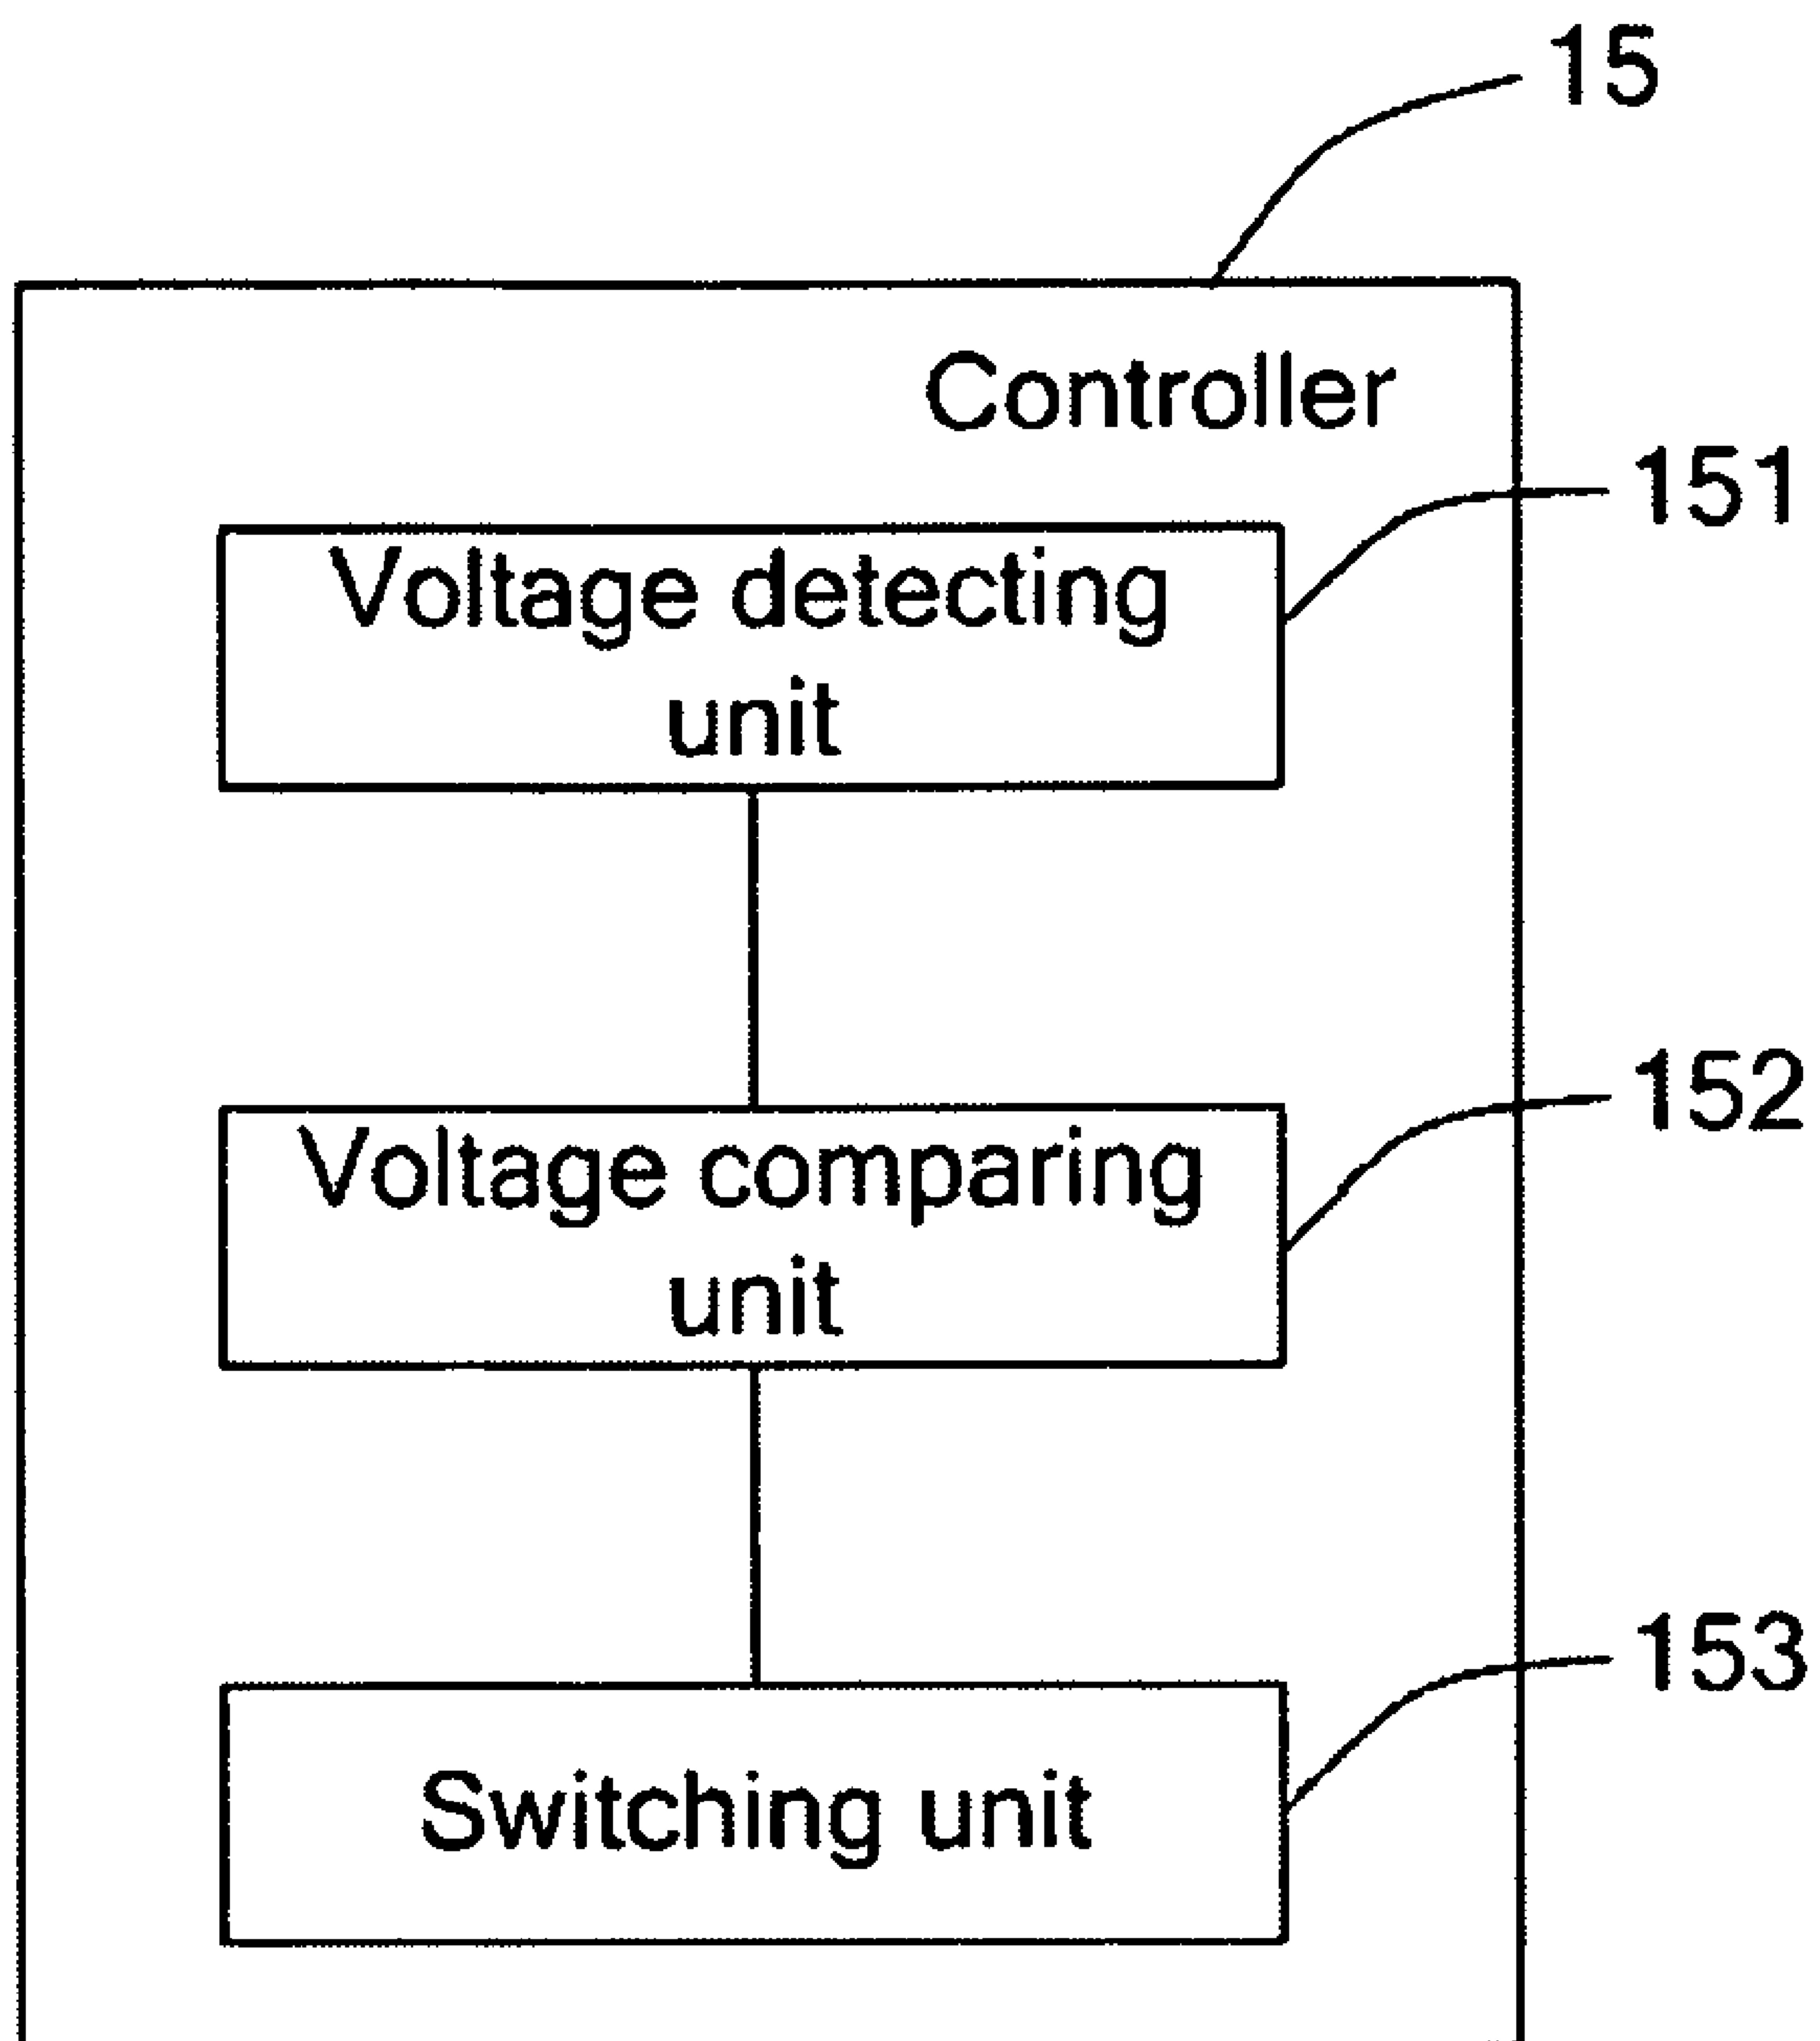 15
Controller
151
Voltage detecting
unit
152
Voltage comparing
unit
153
Switching unit